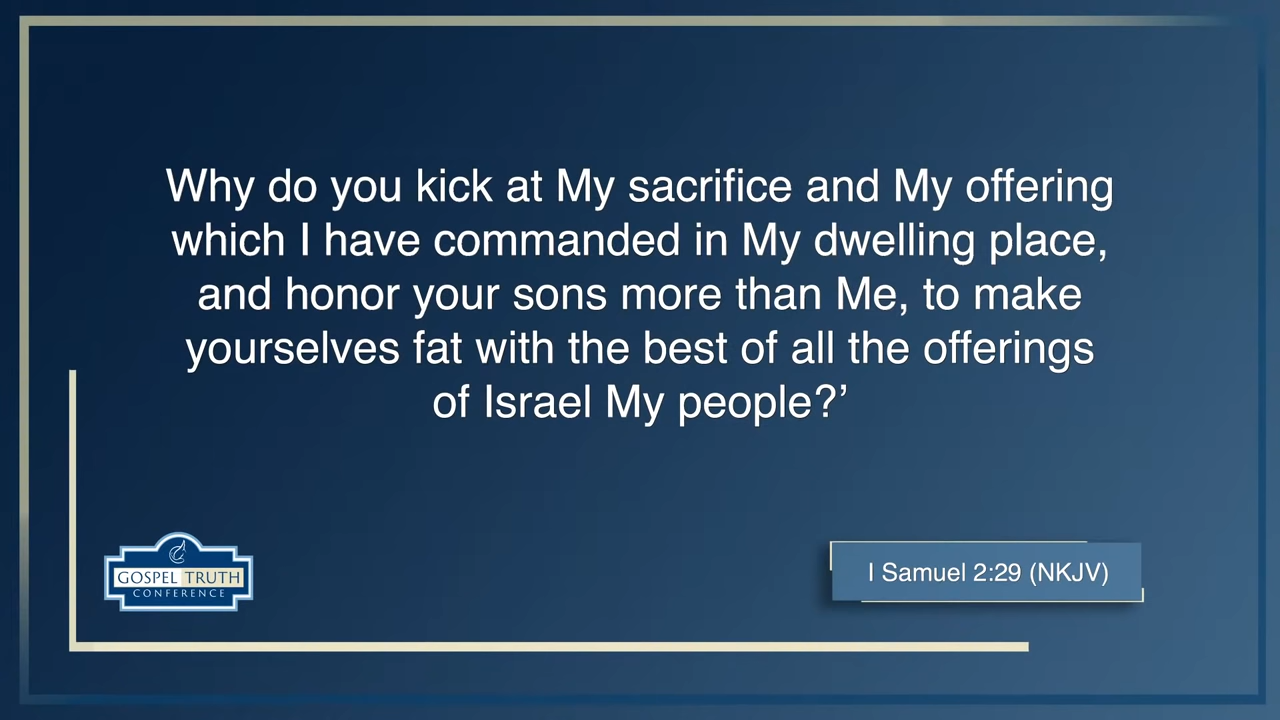 Why do you kick at My sacrifice and My offering
which I have commanded in My dwelling place,
and honor your sons more than Me, to make
yourselves fat with the best of all the offerings
of Israel My people?’
GOSPEL TRUTH
CONFERENCE
I Samuel 2:29 (NKJV)